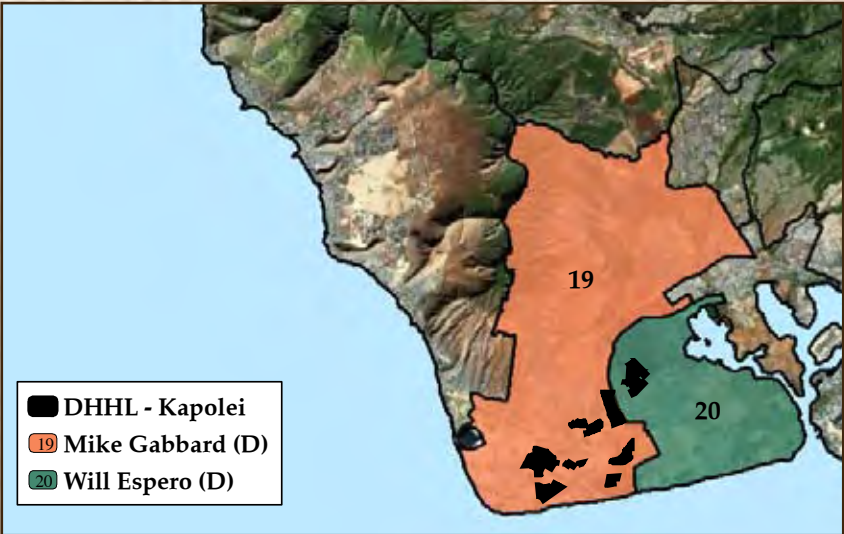 19
20
DHHL - Kapolei
19 Mike Gabbard (D)
20 Will Espero (D)